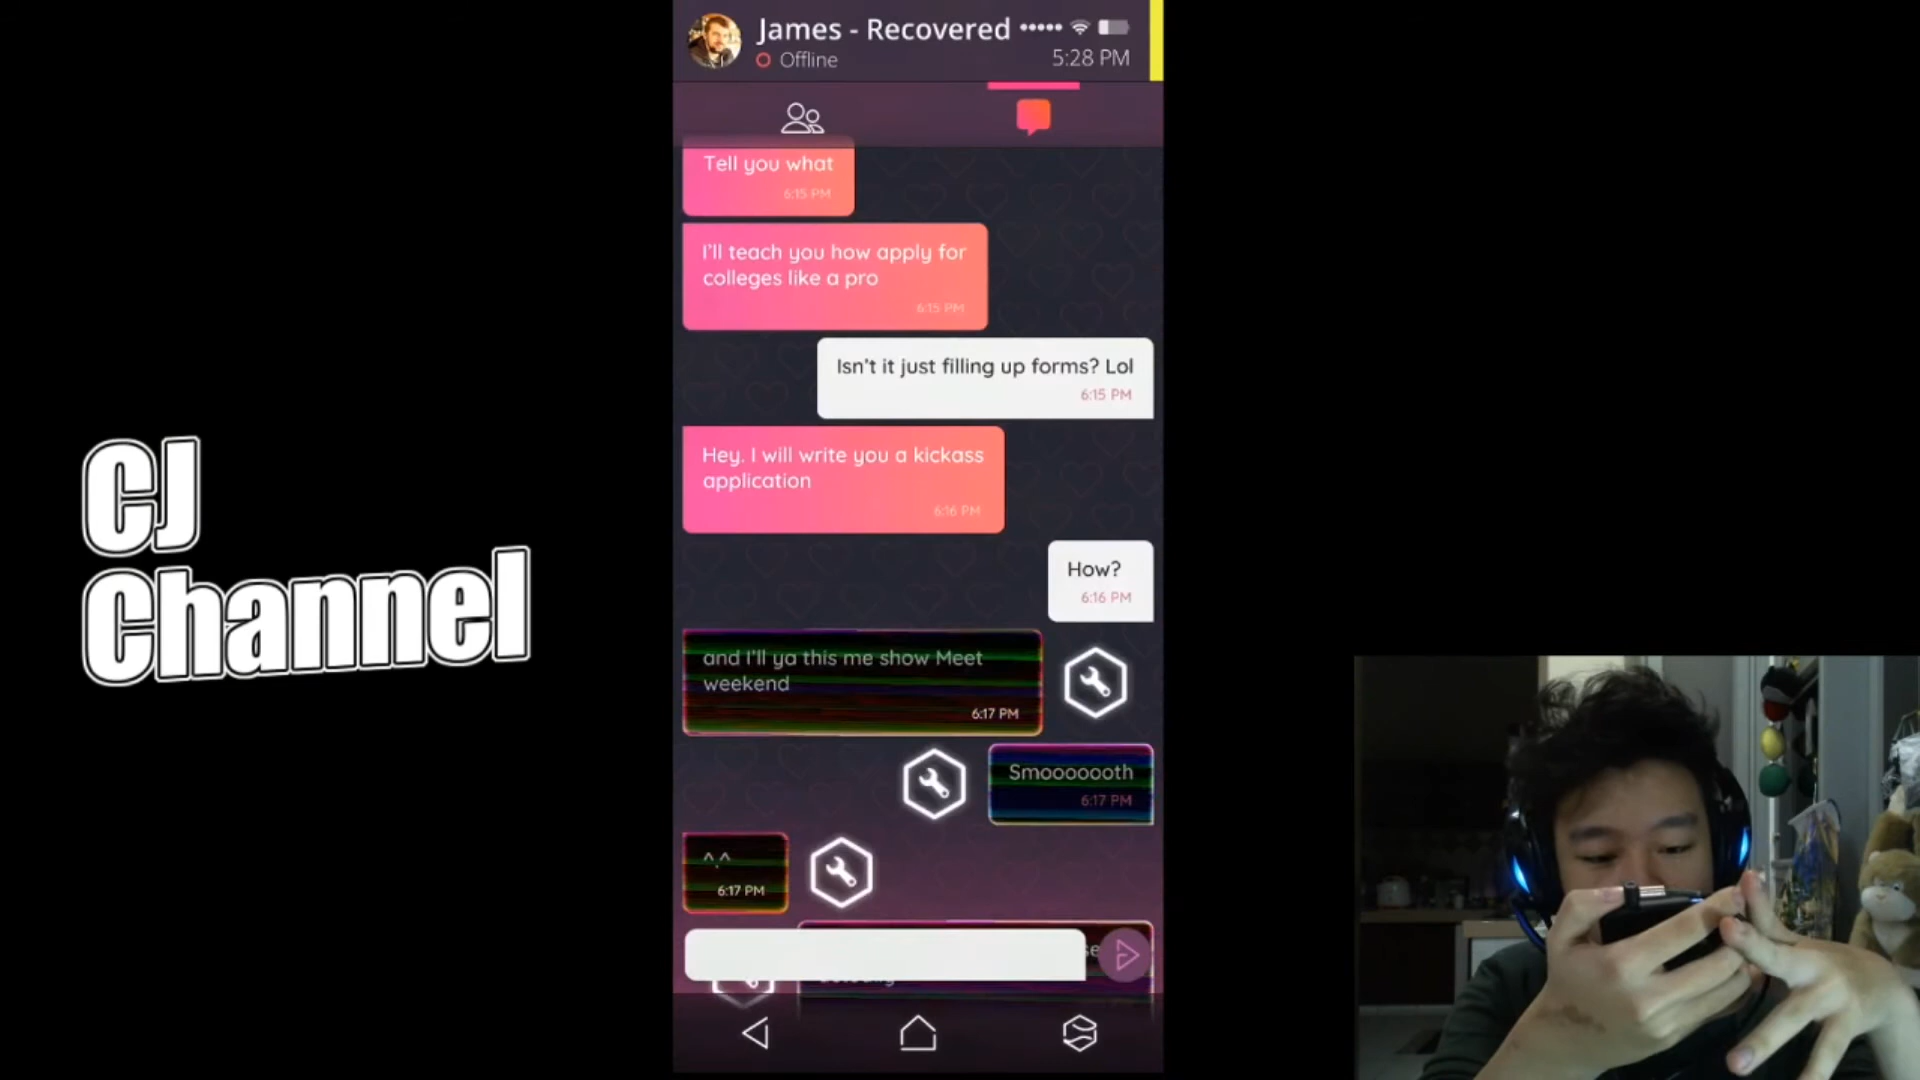 James - Recovered
Offline
5:28 PM
Tell you what
6:15 PM
I'll teach you how apply for
colleges like a pro
6:15 PM
Isn't it just filling up forms? Lol
6:15 PM
Hey. I will write you a kickass
application
6:16 PM
How?
6:16 PM
and I'll ya this me show Meet
weekend
6:17 PM
Smooooooth
6:17 PM
^.^
6:17 PM
CJ
Channel